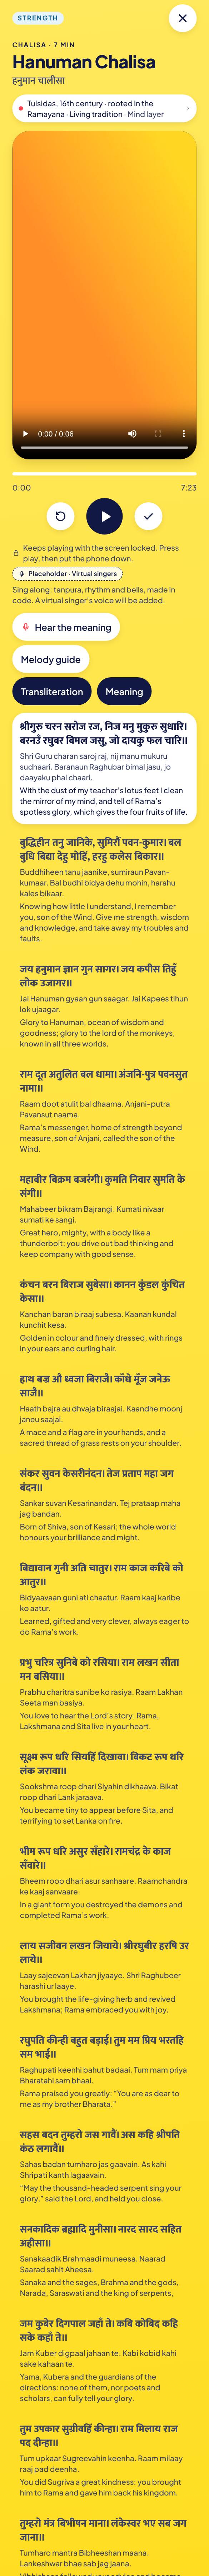 STRENGTH
CHALISA · 7 MIN
Hanuman Chalisa
हनुमान चालीसा
Tulsidas, 16th century · rooted in the
Ramayana · Living tradition · Mind layer
0:00 / 0:06
0:00
7:23
Keeps playing with the screen locked. Press
play, then put the phone down.
Placeholder · Virtual singers
Sing along: tanpura, rhythm and bells, made in
code. A virtual singer's voice will be added.
Hear the meaning
Melody guide
Transliteration
Meaning
श्रीगुरु चरन सरोज रज, निज मनु मुकुरु सुधारि।
बरनउँ रघुबर बिमल जसु, जो दायकु फल चारि।।
Shri Guru charan saroj raj, nij manu mukuru
sudhaari. Baranaun Raghubar bimal jasu, jo
daayaku phal chaari.
With the dust of my teacher's lotus feet I clean
the mirror of my mind, and tell of Rama's
spotless glory, which gives the four fruits of life.
बुद्धिहीन तनु जानिके, सुमिरौं पवन-कुमार। बल
बुधि बिद्या देहु मोहिं, हरहु कलेस बिकार।।
Buddhiheen tanu jaanike, sumiraun Pavan-
kumaar. Bal budhi bidya dehu mohin, harahu
kales bikaar.
Knowing how little I understand, I remember
you, son of the Wind. Give me strength, wisdom
and knowledge, and take away my troubles and
faults.
जय हनुमान ज्ञान गुन सागर। जय कपीस तिहुँ
लोक उजागर।।
Jai Hanuman gyaan gun saagar. Jai Kapees tihun
lok ujaagar.
Glory to Hanuman, ocean of wisdom and
goodness; glory to the lord of the monkeys,
known in all three worlds.
राम दूत अतुलित बल धामा। अंजनि-पुत्र पवनसुत
नामा।।
Raam doot atulit bal dhaama. Anjani-putra
Pavansut naama.
Rama's messenger, home of strength beyond
measure, son of Anjani, called the son of the
Wind.
महाबीर बिक्रम बजरंगी। कुमति निवार सुमति के
संगी।।
Mahabeer bikram Bajrangi. Kumati nivaar
sumati ke sangi.
Great hero, mighty, with a body like a
thunderbolt; you drive out bad thinking and
keep company with good sense.
कंचन बरन बिराज सुबेसा। कानन कुंडल कुंचित
केसा।।
Kanchan baran biraaj subesa. Kaanan kundal
kunchit kesa.
Golden in colour and finely dressed, with rings
in your ears and curling hair.
हाथ बज्र औ ध्वजा बिराजै। काँधे मूँज जनेऊ
साजै।।
Haath bajra au dhvaja biraajai. Kaandhe moonj
janeu saajai.
A mace and a flag are in your hands, and a
sacred thread of grass rests on your shoulder.
संकर सुवन केसरीनंदन। तेज प्रताप महा जग
बंदन।।
Sankar suvan Kesarinandan. Tej prataap maha
jag bandan.
Born of Shiva, son of Kesari; the whole world
honours your brilliance and might.
बिद्यावान गुनी अति चातुर। राम काज करिबे को
आतुर।।
Bidyaavaan guni ati chaatur. Raam kaaj karibe
ko aatur.
Learned, gifted and very clever, always eager to
do Rama's work.
प्रभु चरित्र सुनिबे को रसिया। राम लखन सीता
मन बसिया।।
Prabhu charitra sunibe ko rasiya. Raam Lakhan
Seeta man basiya.
You love to hear the Lord's story; Rama,
Lakshmana and Sita live in your heart.
सूक्ष्म रूप धरि सियहिं दिखावा। बिकट रूप धरि
लंक जरावा।।
Sookshma roop dhari Siyahin dikhaava. Bikat
roop dhari Lank jaraava.
You became tiny to appear before Sita, and
terrifying to set Lanka on fire.
भीम रूप धरि असुर सँहारे। रामचंद्र के काज
सँवारे।।
Bheem roop dhari asur sanhaare. Raamchandra
ke kaaj sanvaare.
In a giant form you destroyed the demons and
completed Rama's work.
लाय सजीवन लखन जियाये। श्रीरघुबीर हरषि उर
लाये।।
Laay sajeevan Lakhan jiyaaye. Shri Raghubeer
harashi ur laaye.
You brought the life-giving herb and revived
Lakshmana; Rama embraced you with joy.
रघुपति कीन्ही बहुत बड़ाई। तुम मम प्रिय भरतहि
सम भाई।।
Raghupati keenhi bahut badaai. Tum mam priya
Bharatahi sam bhaai.
Rama praised you greatly: "You are as dear to
me as my brother Bharata."
सहस बदन तुम्हरो जस गावैं। अस कहि श्रीपति
कंठ लगावैं।।
Sahas badan tumharo jas gaavain. As kahi
Shripati kanth lagaavain.
"May the thousand-headed serpent sing your
glory," said the Lord, and held you close.
सनकादिक ब्रह्मादि मुनीसा। नारद सारद सहित
अहीसा।।
Sanakaadik Brahmaadi muneesa. Naarad
Saarad sahit Aheesa.
Sanaka and the sages, Brahma and the gods,
Narada, Saraswati and the king of serpents,
जम कुबेर दिगपाल जहाँ ते। कबि कोबिद कहि
सके कहाँ ते।।
Jam Kuber digpaal jahaan te. Kabi kobid kahi
sake kahaan te.
Yama, Kubera and the guardians of the
directions: none of them, nor poets and
scholars, can fully tell your glory.
तुम उपकार सुग्रीवहिं कीन्हा। राम मिलाय राज
पद दीन्हा।।
Tum upkaar Sugreevahin keenha. Raam milaay
raaj pad deenha.
You did Sugriva a great kindness: you brought
him to Rama and gave him back his kingdom.
तुम्हरो मंत्र बिभीषन माना। लंकेस्वर भए सब जग
जाना।।
Tumharo mantra Bibheeshan maana.
Lankeshwar bhae sab jag jaana.